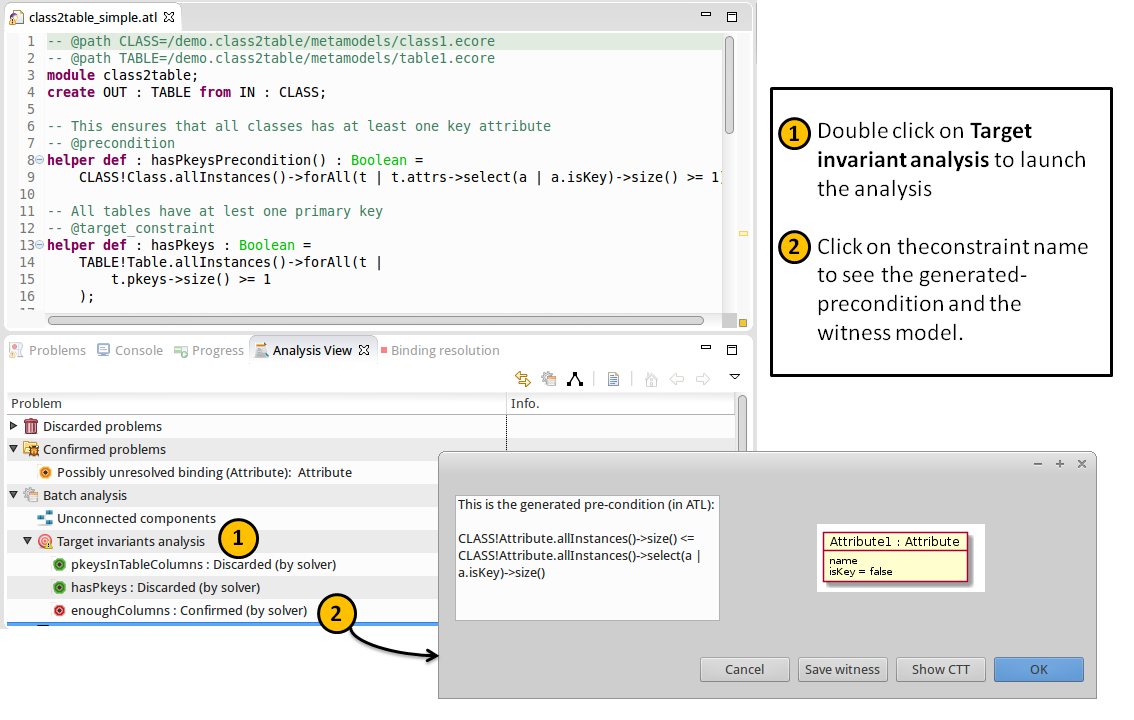 class2table_simple.atl
1 -- @path CLASS=/demo.class2table/metamodels/class1.ecore
2 -- @path TABLE=/demo.class2table/metamodels/table1.ecore
3 module class2table;
4 create OUT : TABLE from IN : CLASS;
5
6 -- This ensures that all classes has at least one key attribute
7 -- @precondition
8 helper def : hasPkeysPrecondition() : Boolean =
9 CLASS!Class.allInstances()->forAll(t | t.attrs->select(a | a.isKey)->size() >= 1)
10
11 -- All tables have at lest one primary key
12 -- @target_constraint
13 helper def : hasPkeys : Boolean =
14 TABLE!Table.allInstances()->forAll(t |
15 t.pkeys->size() >= 1
16 );
1 Double click on Target
invariant analysis to launch
the analysis
2 Click on theconstraint name
to see the generated-
precondition and the
witness model.
Problems Console Progress Analysis View Binding resolution
Problem Info.
Discarded problems
Confirmed problems
Possibly unresolved binding (Attribute): Attribute
Batch analysis
Unconnected components
Target invariants analysis 1
pkeysInTableColumns : Discarded (by solver)
hasPkeys : Discarded (by solver)
enoughColumns : Confirmed (by solver) 2
This is the generated pre-condition (in ATL):
CLASS!Attribute.allInstances()->size() <=
CLASS!Attribute.allInstances()->select(a |
a.isKey)->size()
Attribute1 : Attribute
name
isKey = false
Cancel Save witness Show CTT OK